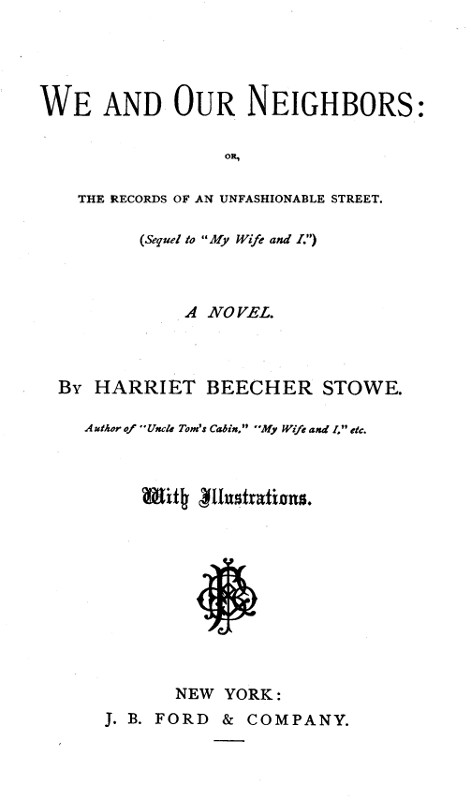 WE AND OUR NEIGHBORS:
OR,
THE RECORDS OF AN UNFASHIONABLE STREET.
(Sequel to "My Wife and I.")
A NOVEL.
BY HARRIET BEECHER STOWE.
Author of "Uncle Tom's Cabin," "My Wife and I," etc.
With Illustrations.
NEW YORK:
J. B. FORD & COMPANY.